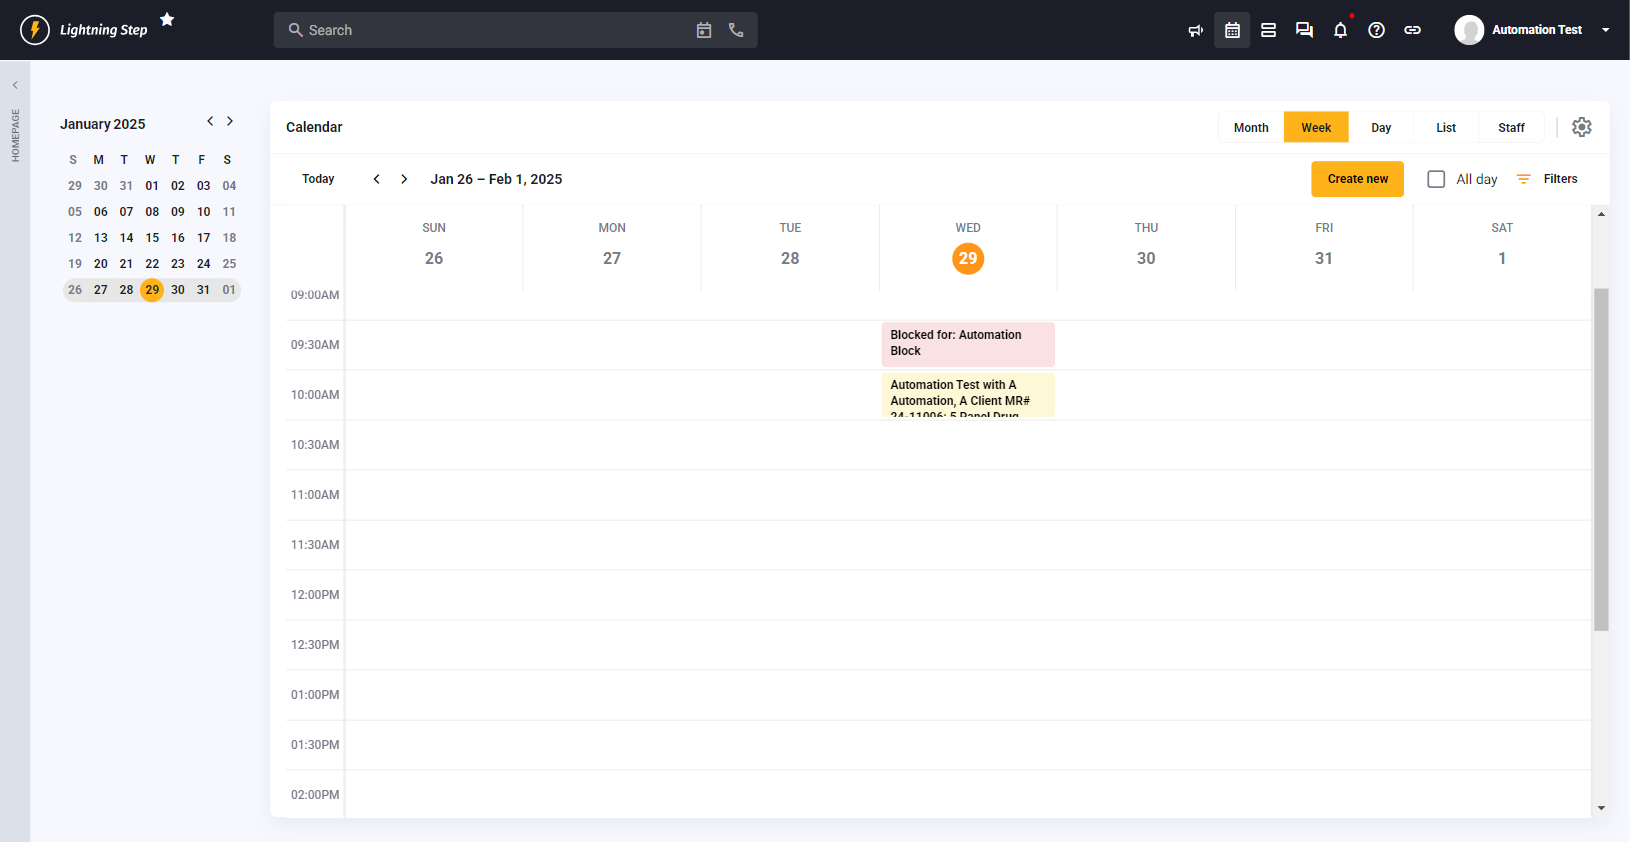 Lightning Step
Search
Automation Test
HOMEPAGE
January 2025
S M T W T F S
29 30 31 01 02 03 04
05 06 07 08 09 10 11
12 13 14 15 16 17 18
19 20 21 22 23 24 25
26 27 28 29 30 31 01
Calendar
Month Week Day List Staff
Today
Jan 26 – Feb 1, 2025
Create new
All day
Filters
SUN MON TUE WED THU FRI SAT
26 27 28 29 30 31 1
09:00AM
09:30AM
Blocked for: Automation
Block
10:00AM
Automation Test with A
Automation, A Client MR#
24-11006: 5 Panel Drug
10:30AM
11:00AM
11:30AM
12:00PM
12:30PM
01:00PM
01:30PM
02:00PM